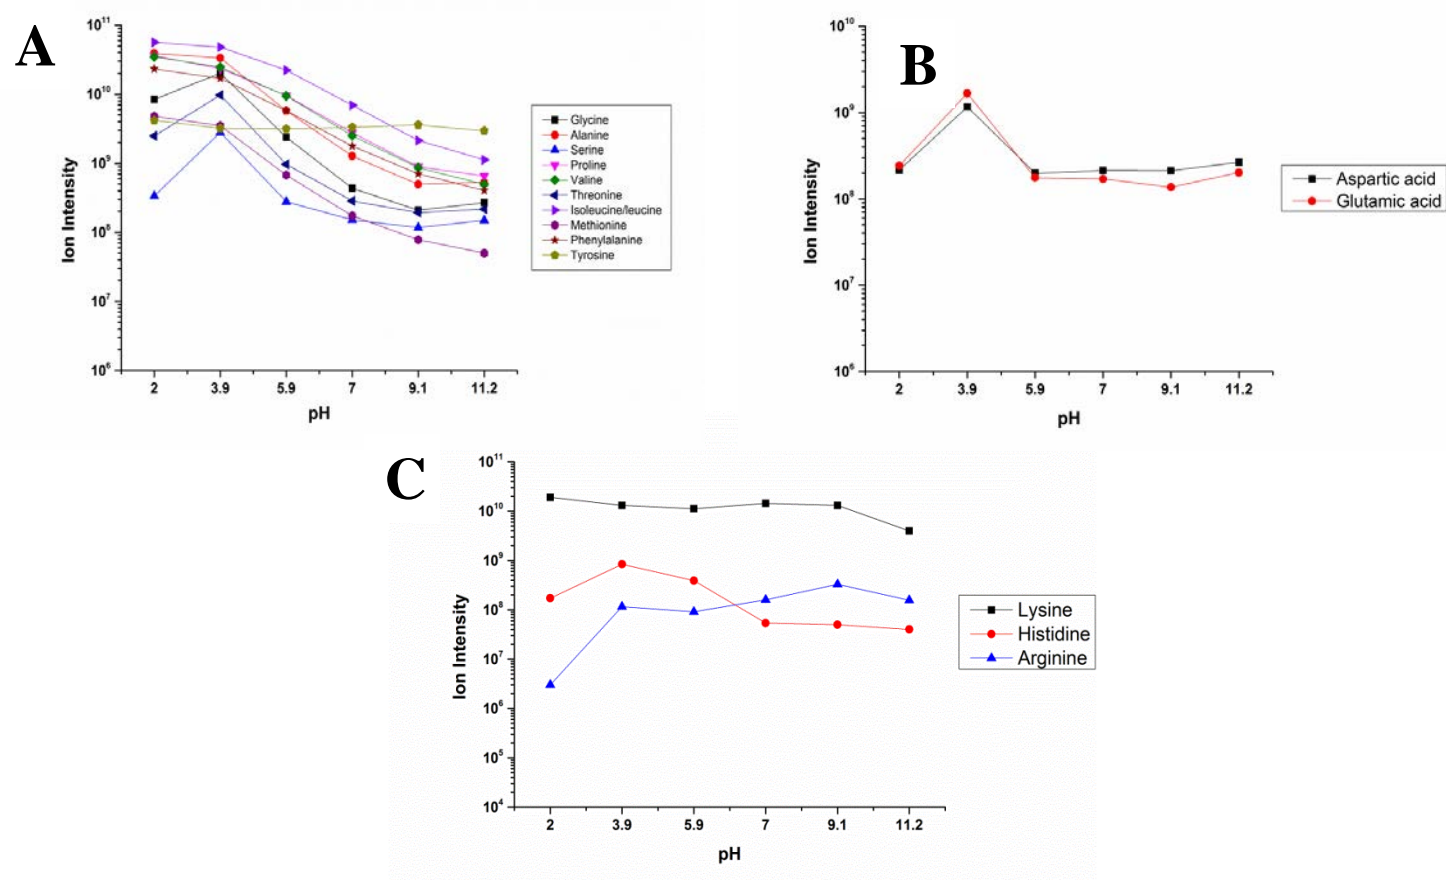 A
10¹¹
10¹⁰
10⁹
10⁸
10⁷
10⁶
Ion Intensity
2 3.9 5.9 7 9.1 11.2
pH
Glycine
Alanine
Serine
Proline
Valine
Threonine
Isoleucine/leucine
Methionine
Phenylalanine
Tyrosine
B
10¹⁰
10⁹
10⁸
10⁷
10⁶
Ion Intensity
2 3.9 5.9 7 9.1 11.2
pH
Aspartic acid
Glutamic acid
C
10¹¹
10¹⁰
10⁹
10⁸
10⁷
10⁶
10⁵
10⁴
Ion Intensity
2 3.9 5.9 7 9.1 11.2
pH
Lysine
Histidine
Arginine